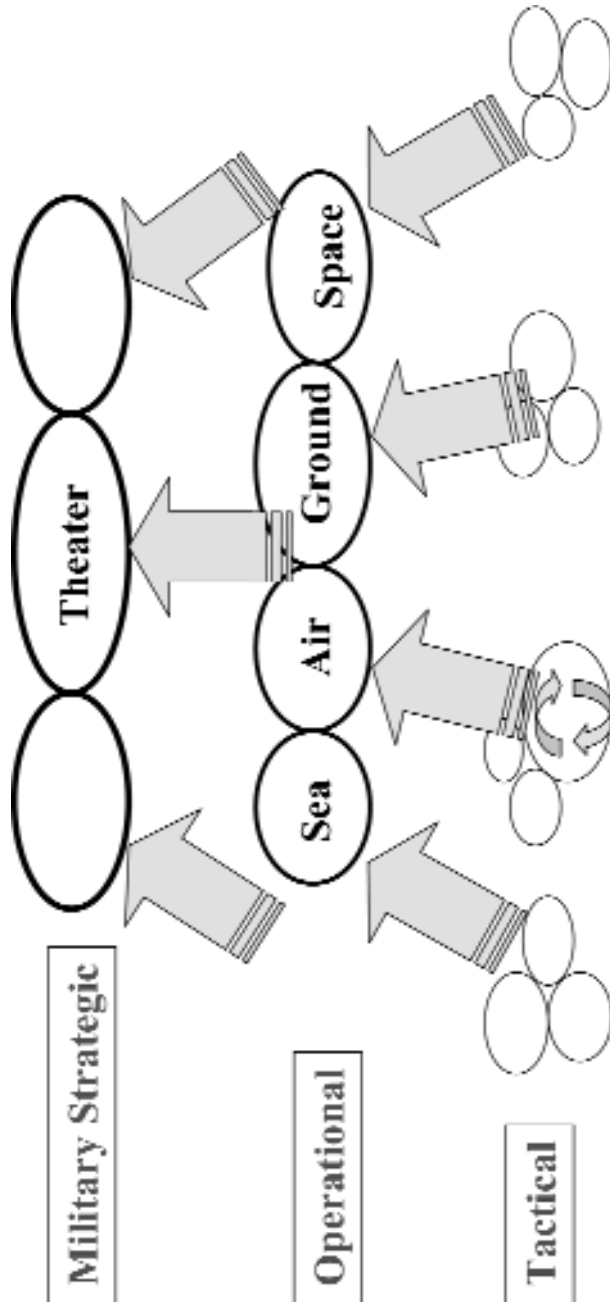 Military Strategic
Theater
Operational
Sea
Air
Ground
Space
Tactical